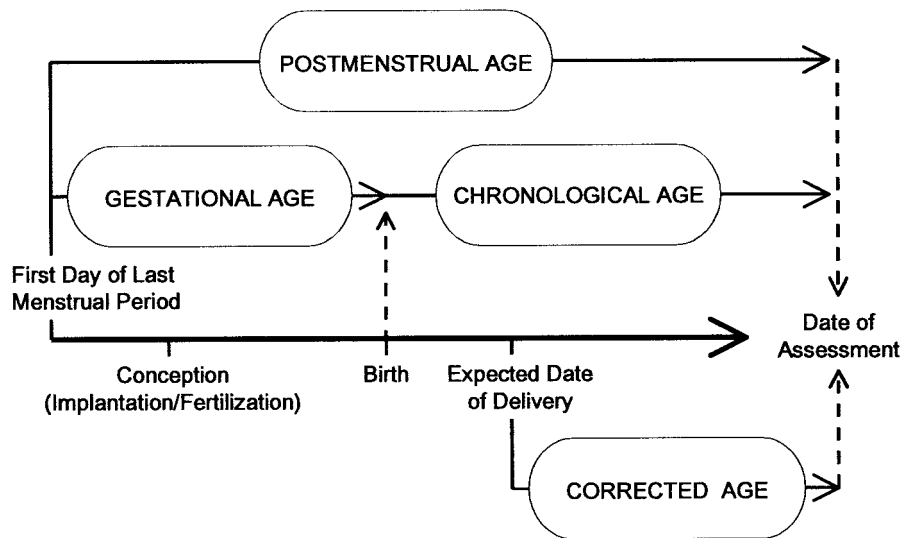 POSTMENSTRUAL AGE
GESTATIONAL AGE
CHRONOLOGICAL AGE
First Day of Last
Menstrual Period
Conception
(Implantation/Fertilization)
Birth
Expected Date
of Delivery
Date of
Assessment
CORRECTED AGE